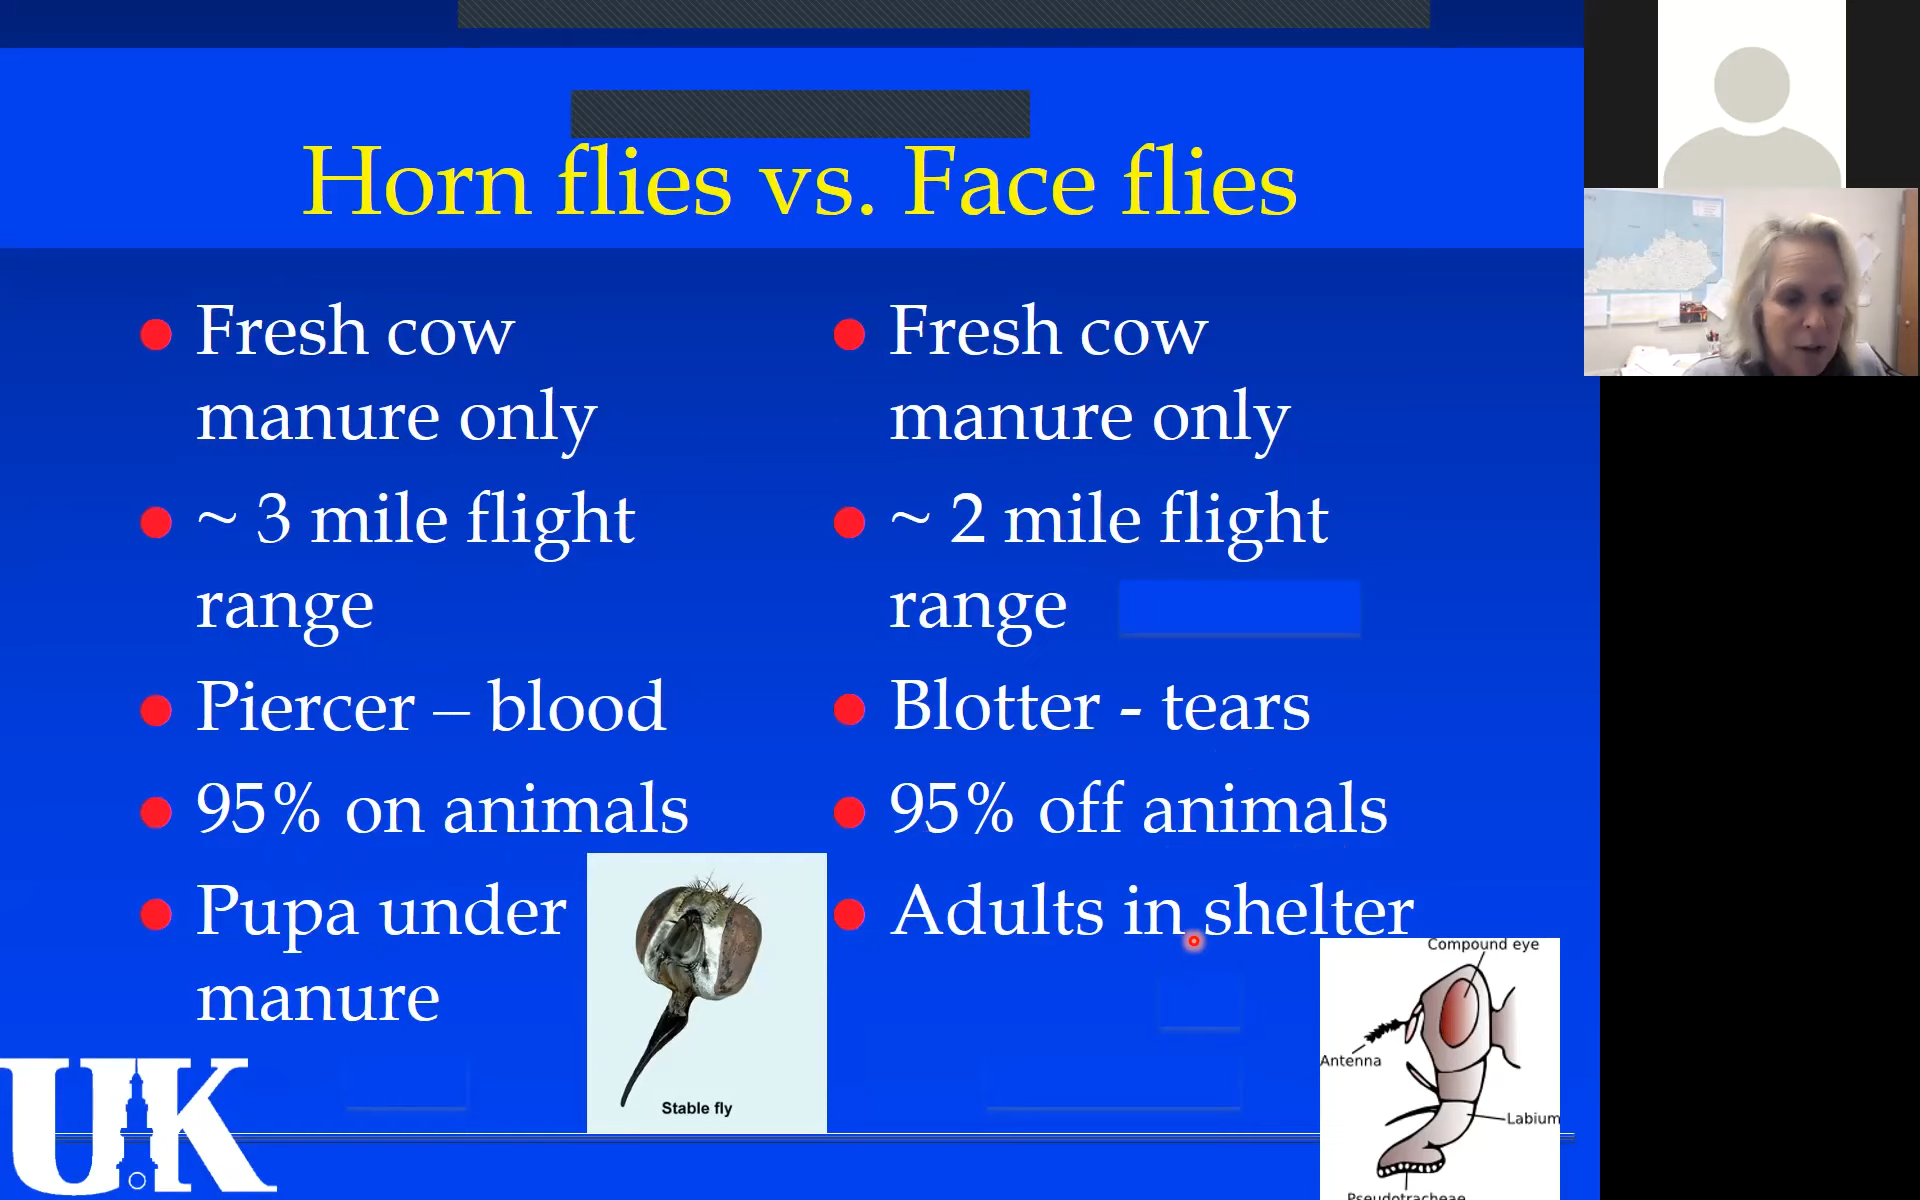 Horn flies vs. Face flies
Fresh cow
manure only
~ 3 mile flight
range
Piercer – blood
95% on animals
Pupa under
manure
Fresh cow
manure only
~ 2 mile flight
range
Blotter - tears
95% off animals
Adults in shelter
Stable fly
Compound eye
Antenna
Labium
Pseudotracheae
UK